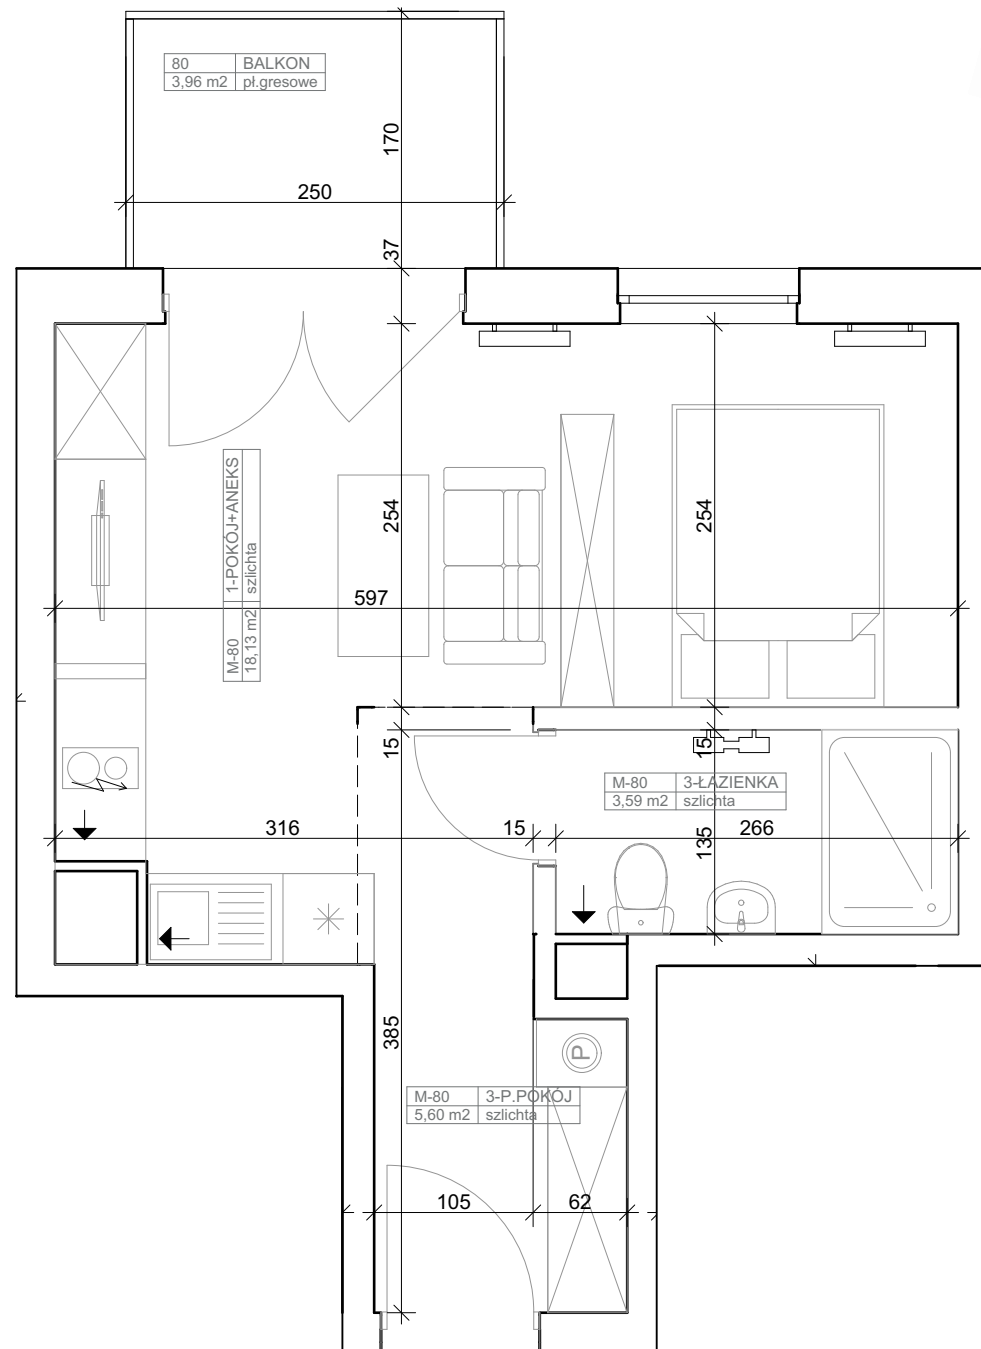 80 BALKON
3,96 m2 pł.gresowe
170
250
37
M-80 1-POKÓJ+ANEKS
18,13 m2 szlichta
254
254
597
15
15
M-80 3-ŁAZIENKA
3,59 m2 szlichta
316
15
266
135
385
P
M-80 3-P.POKÓJ
5,60 m2 szlichta
105
62